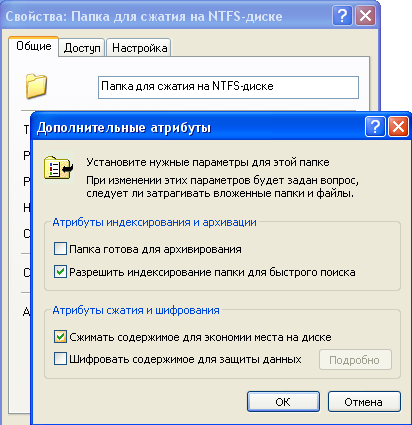 Свойства: Папка для сжатия на NTFS-диске
Общие Доступ Настройка
Папка для сжатия на NTFS-диске
Дополнительные атрибуты
Установите нужные параметры для этой папке
При изменении этих параметров будет задан вопрос,
следует ли затрагивать вложенные папки и файлы.
Атрибуты индексирования и архивации
Папка готова для архивирования
Разрешить индексирование папки для быстрого поиска
Атрибуты сжатия и шифрования
Сжимать содержимое для экономии места на диске
Шифровать содержимое для защиты данных Подробно
ОК Отмена